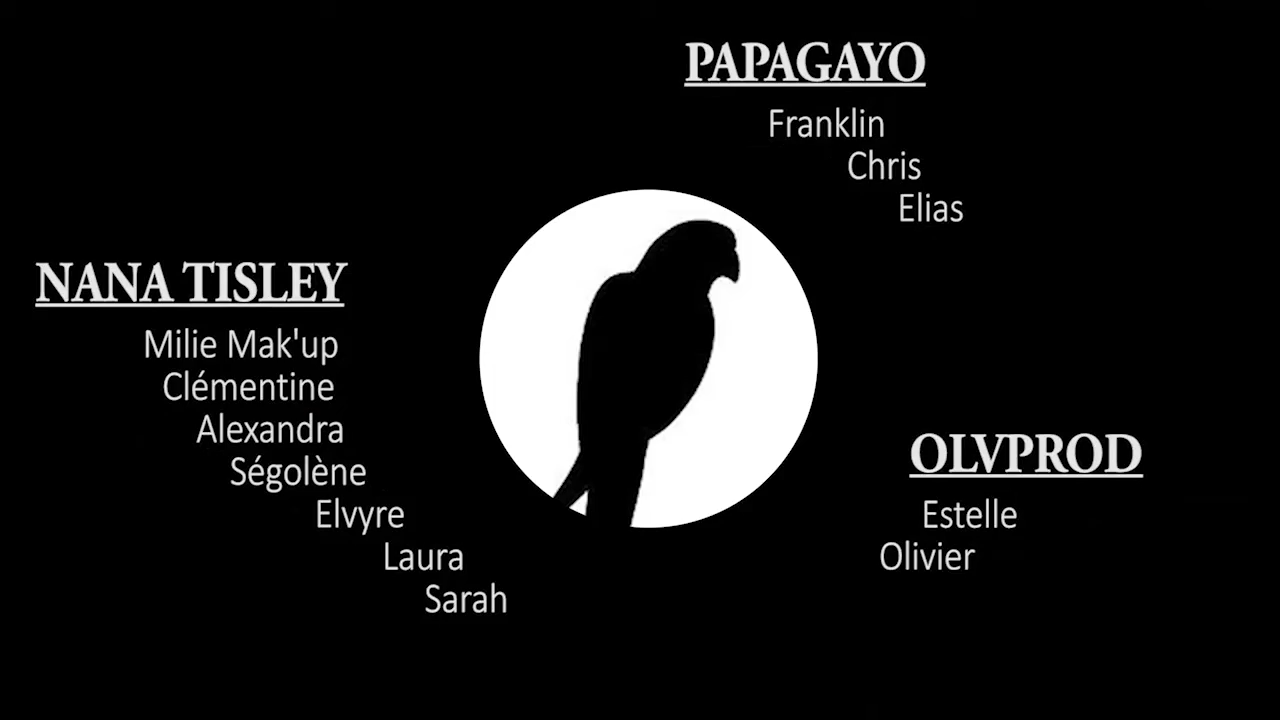 PAPAGAYO
Franklin
Chris
Elias
NANA TISLEY
Milie Mak'up
Clémentine
Alexandra
Ségolène
Elvyre
Laura
Sarah
OLVPROD
Estelle
Olivier